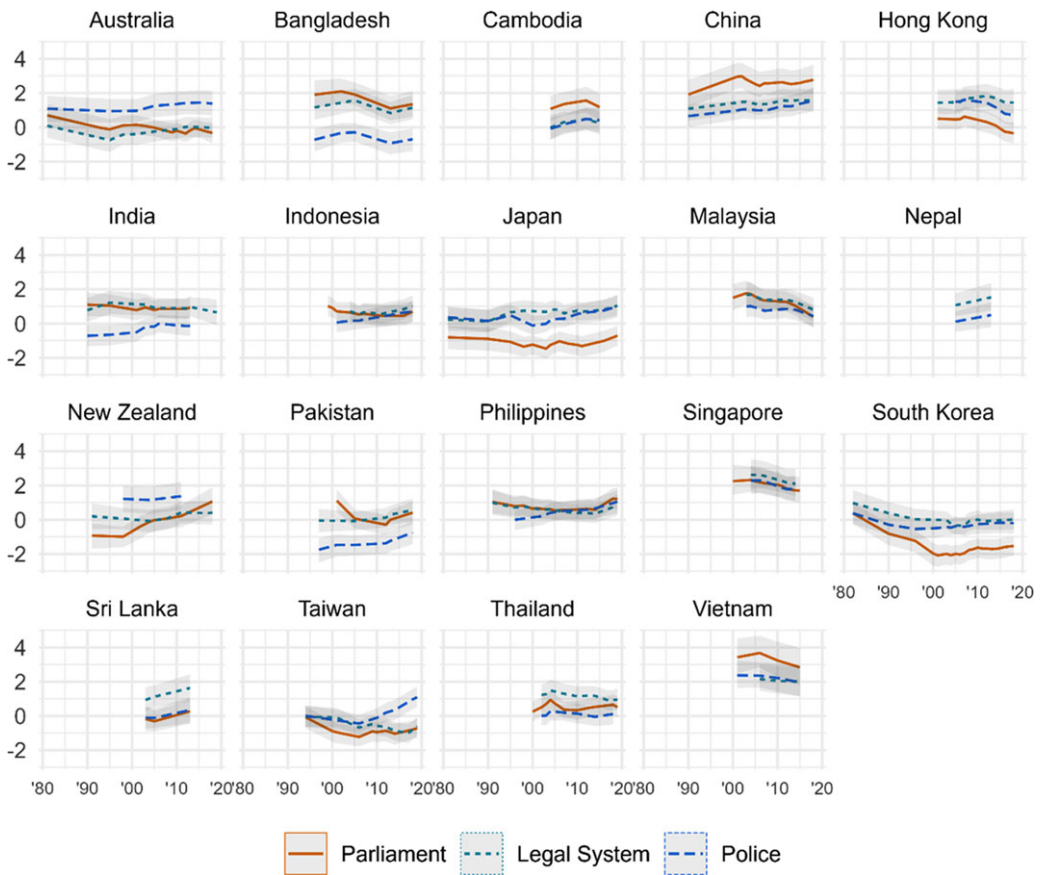 Australia Bangladesh Cambodia China Hong Kong
4
2
0
-2
India Indonesia Japan Malaysia Nepal
4
2
0
-2
New Zealand Pakistan Philippines Singapore South Korea
4
2
0
-2
'80 '90 '00 '10 '20
Sri Lanka Taiwan Thailand Vietnam
4
2
0
-2
'80 '90 '00 '10 '20'80 '90 '00 '10 '20'80 '90 '00 '10 '20'80 '90 '00 '10 '20
Parliament Legal System Police